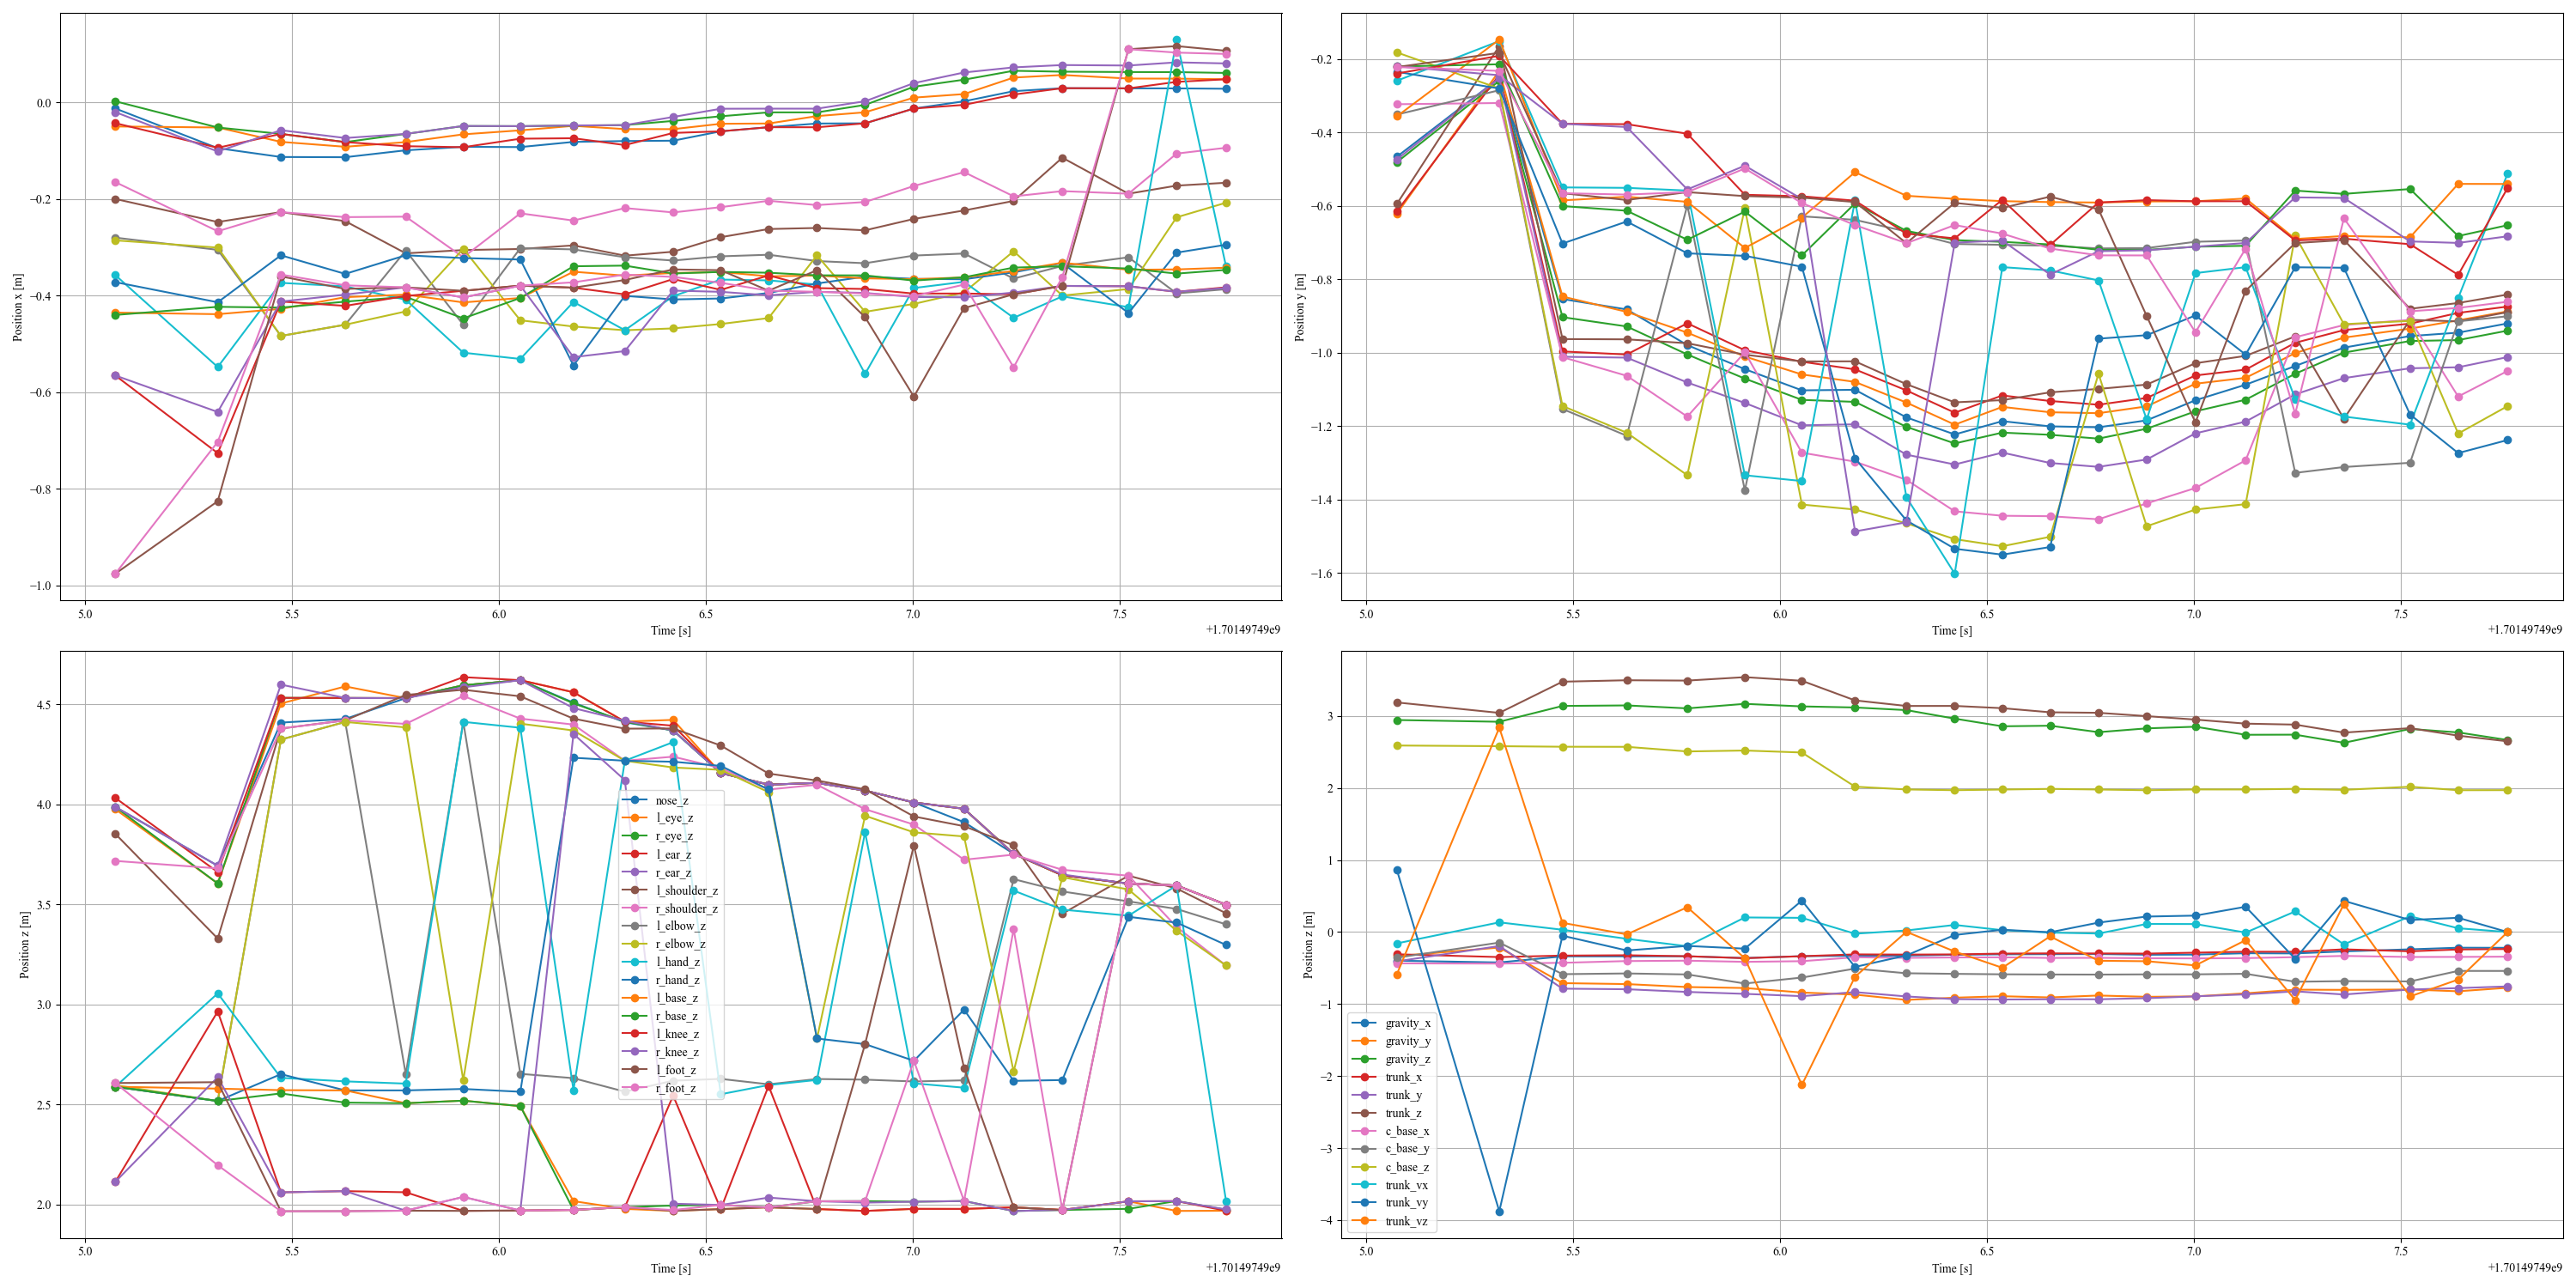 0.0
−0.2
−0.4
−0.6
−0.8
−1.0
Position x [m]
5.0 5.5 6.0 6.5 7.0 7.5
Time [s]
+1.70149749e9
−0.2
−0.4
−0.6
−0.8
−1.0
−1.2
−1.4
−1.6
Position y [m]
5.0 5.5 6.0 6.5 7.0 7.5
Time [s]
+1.70149749e9
4.5
4.0
3.5
3.0
2.5
2.0
Position z [m]
nose_z
l_eye_z
r_eye_z
l_ear_z
r_ear_z
l_shoulder_z
r_shoulder_z
l_elbow_z
r_elbow_z
l_hand_z
r_hand_z
l_base_z
r_base_z
l_knee_z
r_knee_z
l_foot_z
r_foot_z
5.0 5.5 6.0 6.5 7.0 7.5
Time [s]
+1.70149749e9
3
2
1
0
−1
−2
−3
−4
Position z [m]
gravity_x
gravity_y
gravity_z
trunk_x
trunk_y
trunk_z
c_base_x
c_base_y
c_base_z
trunk_vx
trunk_vy
trunk_vz
5.0 5.5 6.0 6.5 7.0 7.5
Time [s]
+1.70149749e9